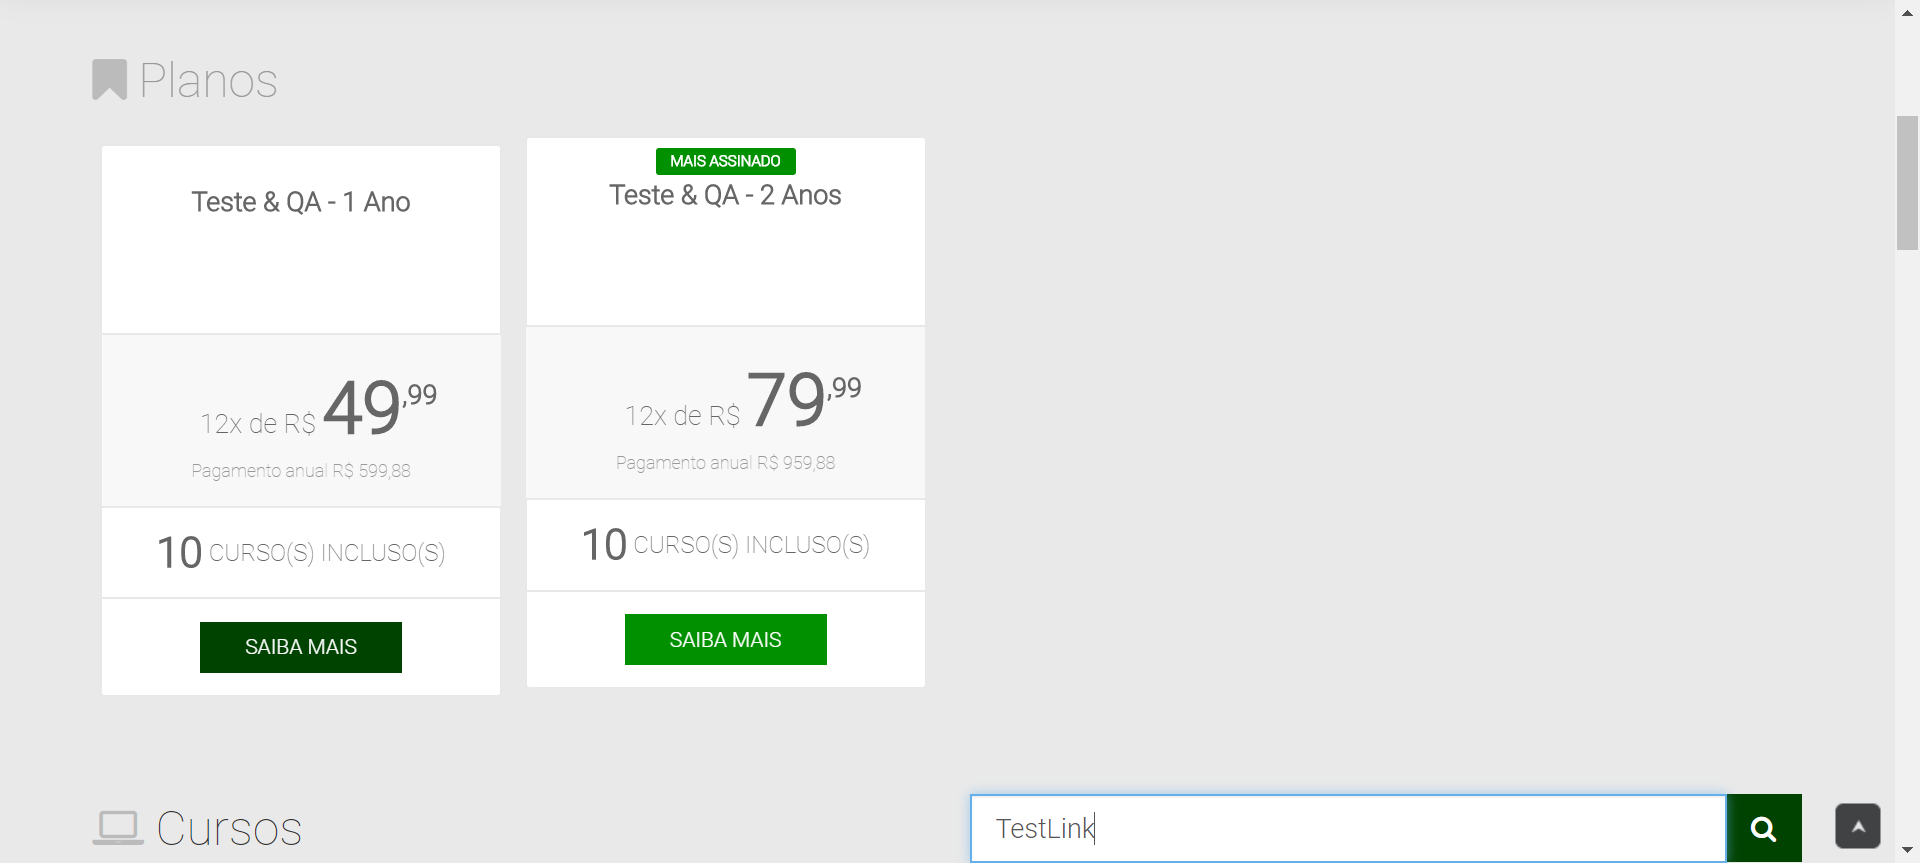 Planos
Teste & QA - 1 Ano
12x de R$ 49,99
Pagamento anual R$ 599,88
10 CURSO(S) INCLUSO(S)
SAIBA MAIS
MAIS ASSINADO
Teste & QA - 2 Anos
12x de R$ 79,99
Pagamento anual R$ 959,88
10 CURSO(S) INCLUSO(S)
SAIBA MAIS
Cursos
TestLink